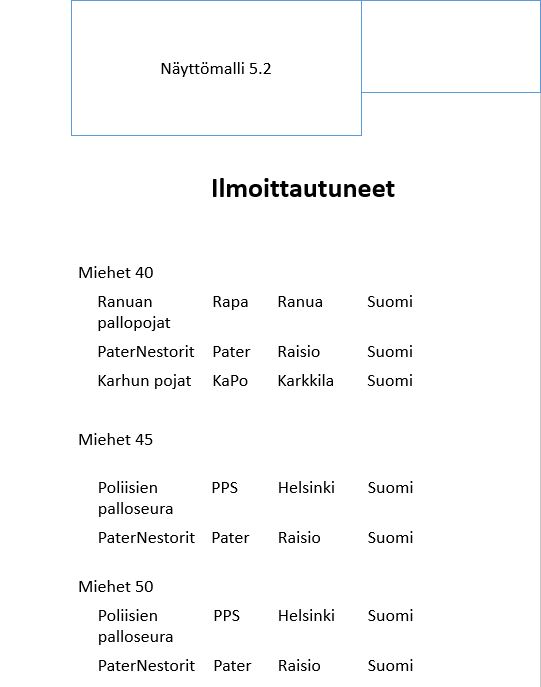 Näyttömalli 5.2
Ilmoittautuneet
Miehet 40
Ranuan Rapa Ranua Suomi
pallopojat
PaterNestorit Pater Raisio Suomi
Karhun pojat KaPo Karkkila Suomi
Miehet 45
Poliisien PPS Helsinki Suomi
palloseura
PaterNestorit Pater Raisio Suomi
Miehet 50
Poliisien PPS Helsinki Suomi
palloseura
PaterNestorit Pater Raisio Suomi